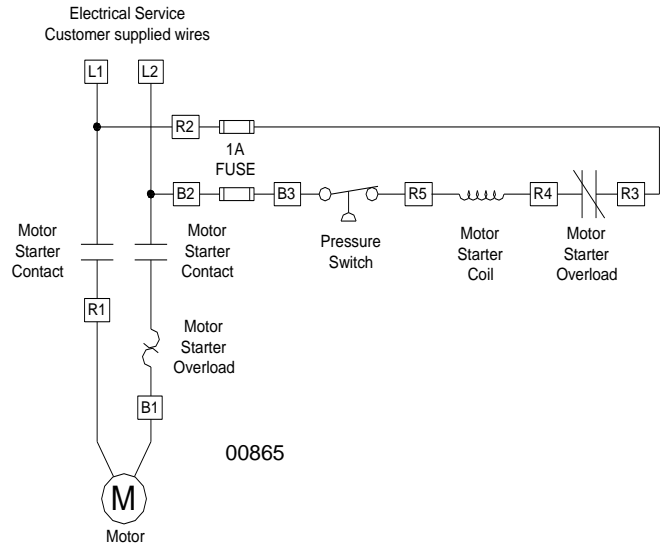 Electrical Service
Customer supplied wires
L1
L2
R2
1A
FUSE
B2
B3
R5
R4
R3
Pressure
Switch
Motor
Starter
Coil
Motor
Starter
Overload
Motor
Starter
Contact
Motor
Starter
Contact
R1
Motor
Starter
Overload
B1
00865
M
Motor